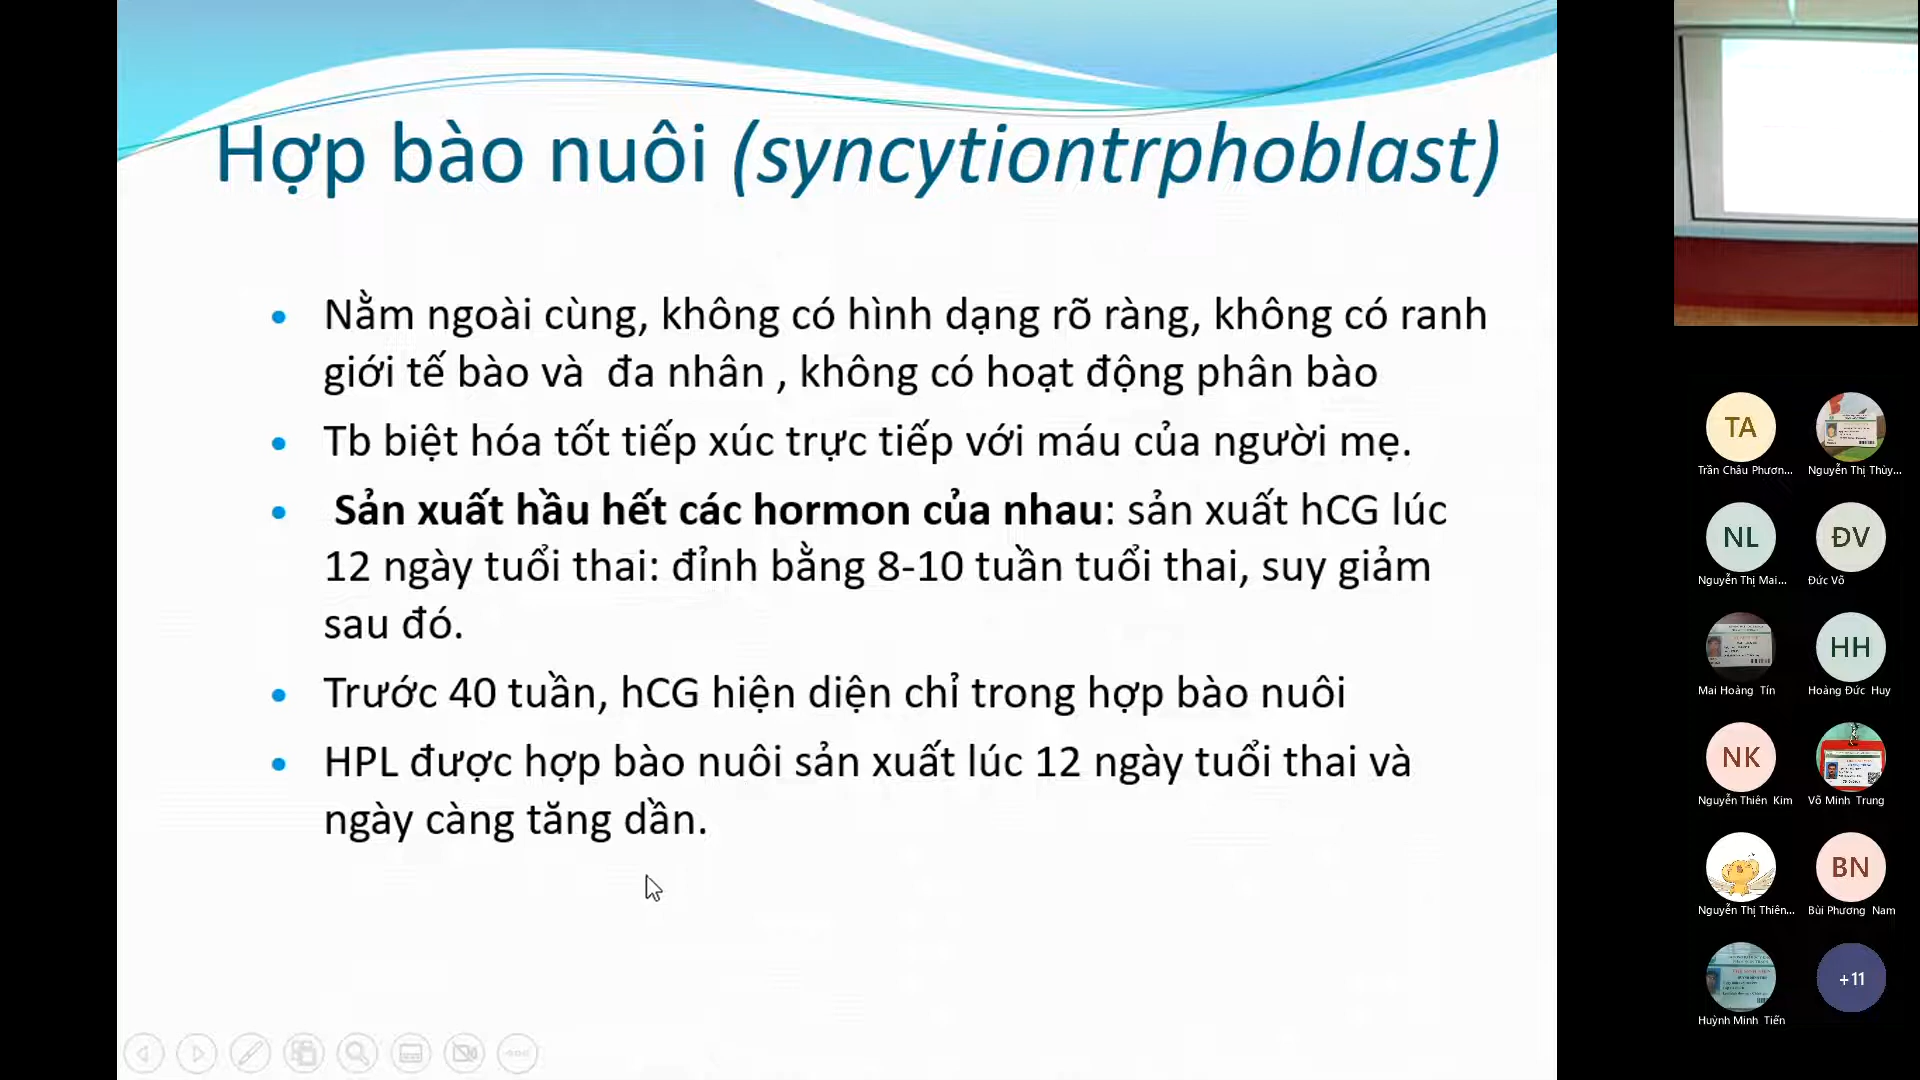 Hợp bào nuôi (syncytiontrphoblast)
Nằm ngoài cùng, không có hình dạng rõ ràng, không có ranh
giới tế bào và  đa nhân , không có hoạt động phân bào
Tb biệt hóa tốt tiếp xúc trực tiếp với máu của người mẹ.
Sản xuất hầu hết các hormon của nhau: sản xuất hCG lúc
12 ngày tuổi thai: đỉnh bằng 8-10 tuần tuổi thai, suy giảm
sau đó.
Trước 40 tuần, hCG hiện diện chỉ trong hợp bào nuôi
HPL được hợp bào nuôi sản xuất lúc 12 ngày tuổi thai và
ngày càng tăng dần.
TA
Trần Châu Phươn...
Nguyễn Thị Thùy...
NL
ĐV
Nguyễn Thị Mai...
Đức Võ
HH
Mai Hoàng  Tín
Hoàng Đức  Huy
NK
Nguyễn Thiên  Kim
Võ Minh  Trung
BN
Nguyễn Thị Thiên...
Bùi Phương  Nam
+11
Huỳnh Minh  Tiến